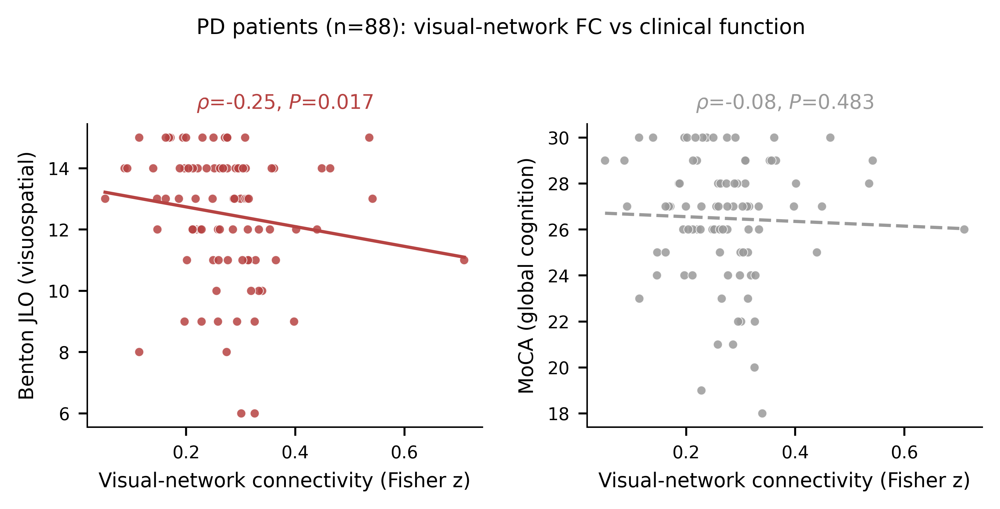 PD patients (n=88): visual-network FC vs clinical function
ρ=-0.25, P=0.017
Benton JLO (visuospatial)
14
12
10
8
6
0.2
0.4
0.6
Visual-network connectivity (Fisher z)
ρ=-0.08, P=0.483
MoCA (global cognition)
30
28
26
24
22
20
18
0.2
0.4
0.6
Visual-network connectivity (Fisher z)